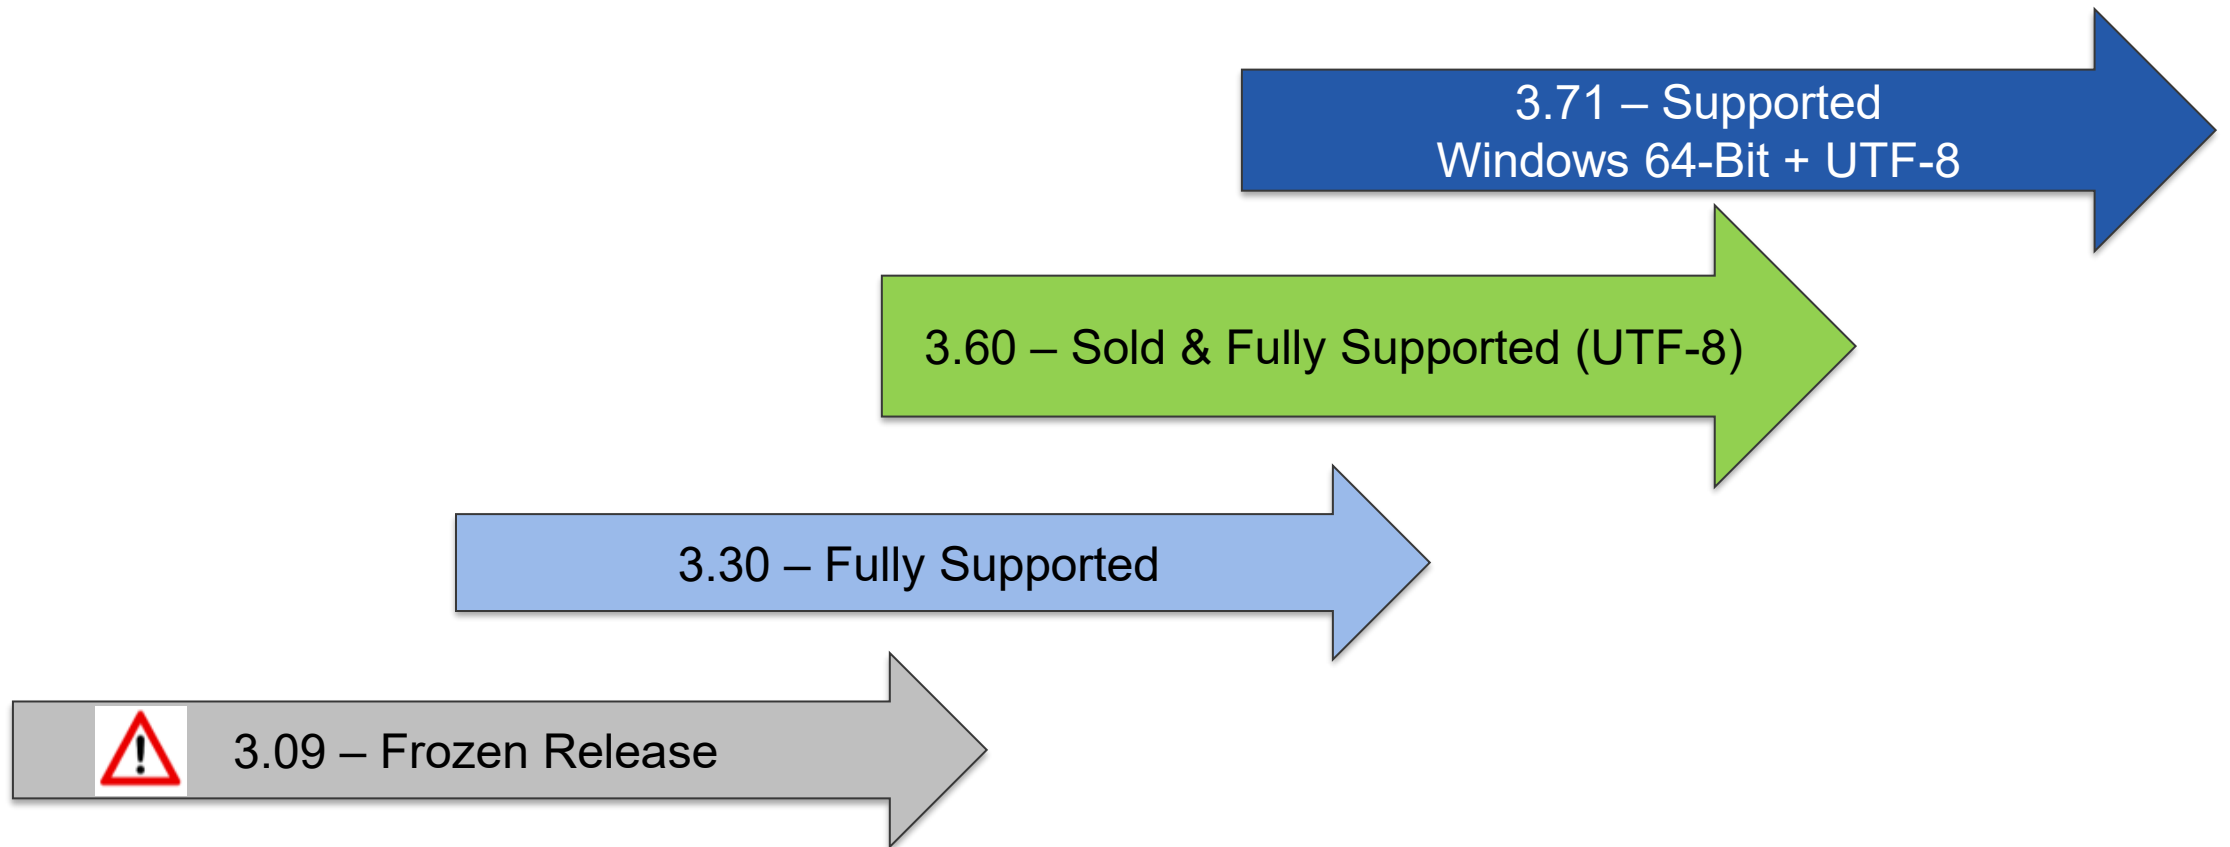 3.71 – Supported
Windows 64-Bit + UTF-8
3.60 – Sold & Fully Supported (UTF-8)
3.30 – Fully Supported
3.09 – Frozen Release